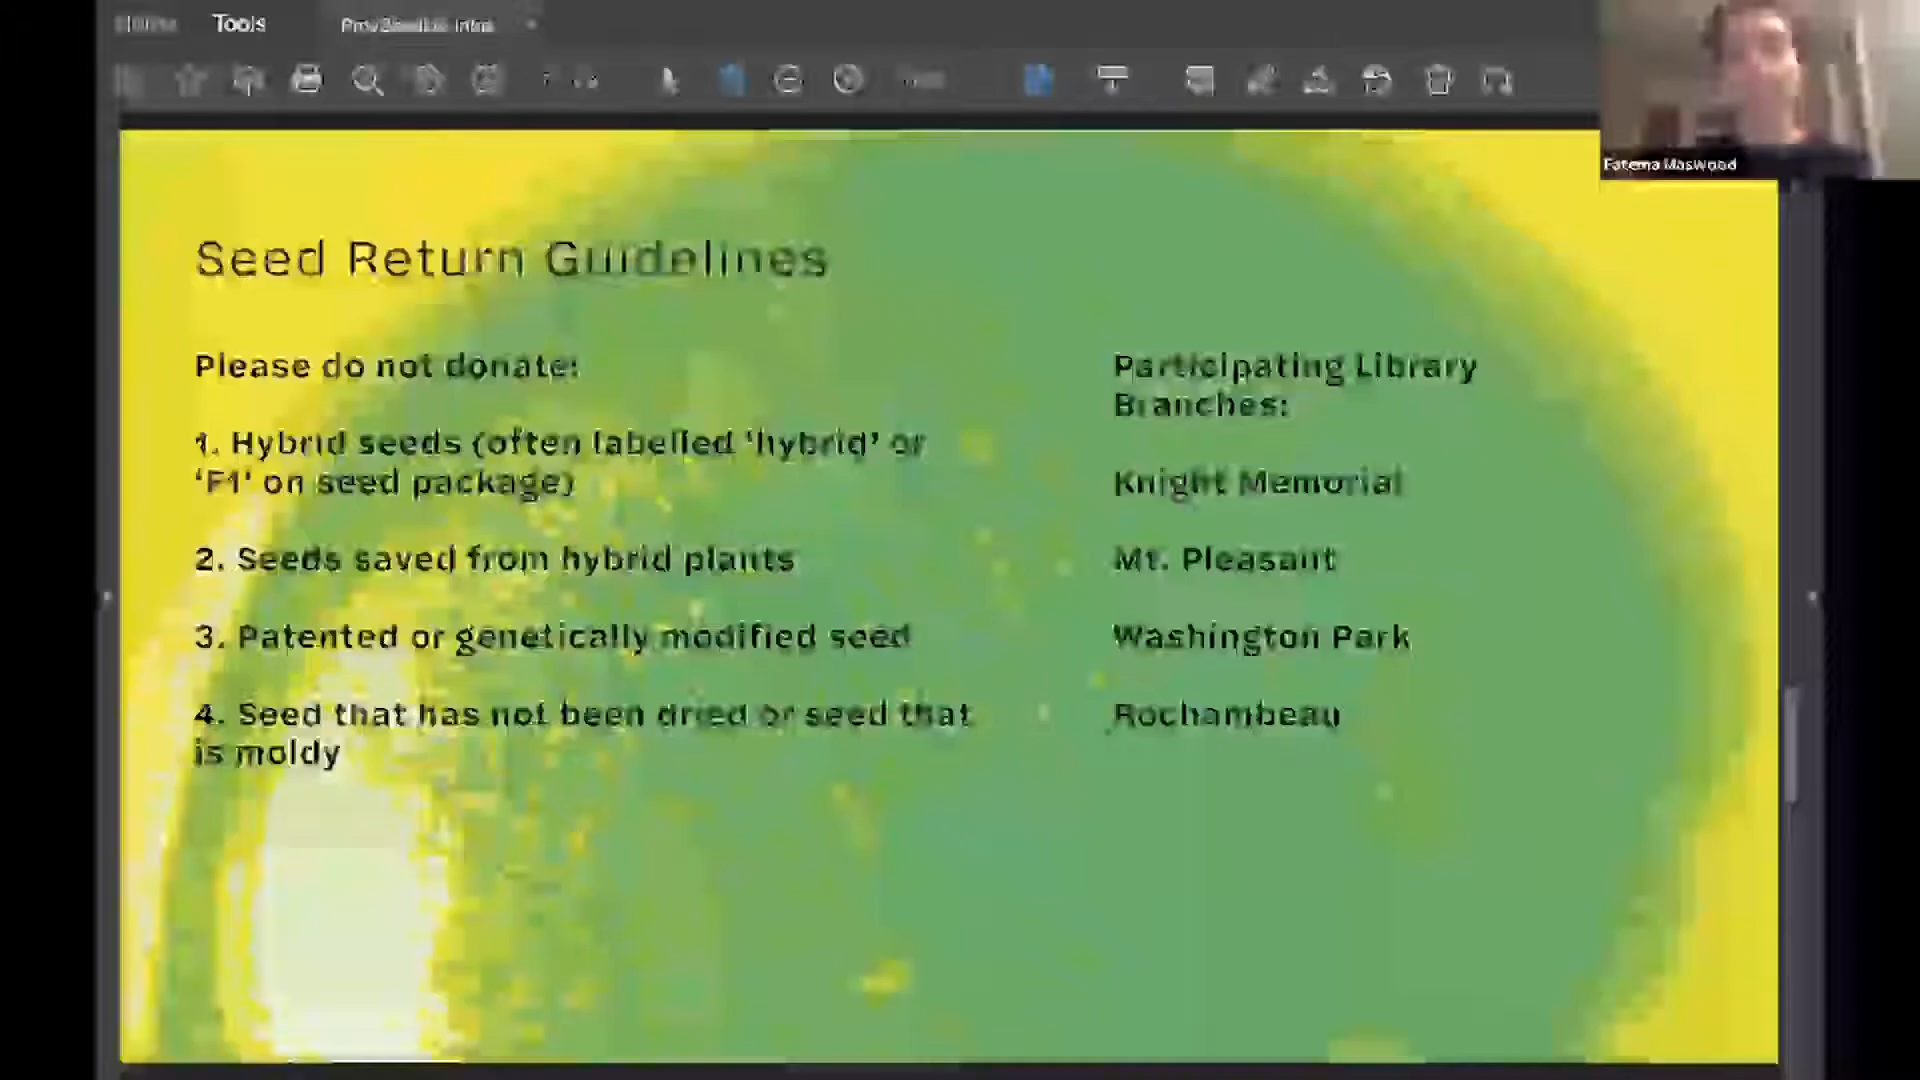 Home
Tools
Fatema Maswood
Seed Return Guidelines
Please do not donate:
1. Hybrid seeds (often labelled ‘hybrid’ or
‘F1’ on seed package)
2. Seeds saved from hybrid plants
3. Patented or genetically modified seed
4. Seed that has not been dried or seed that
is moldy
Participating Library
Branches:
Knight Memorial
Mt. Pleasant
Washington Park
Rochambeau